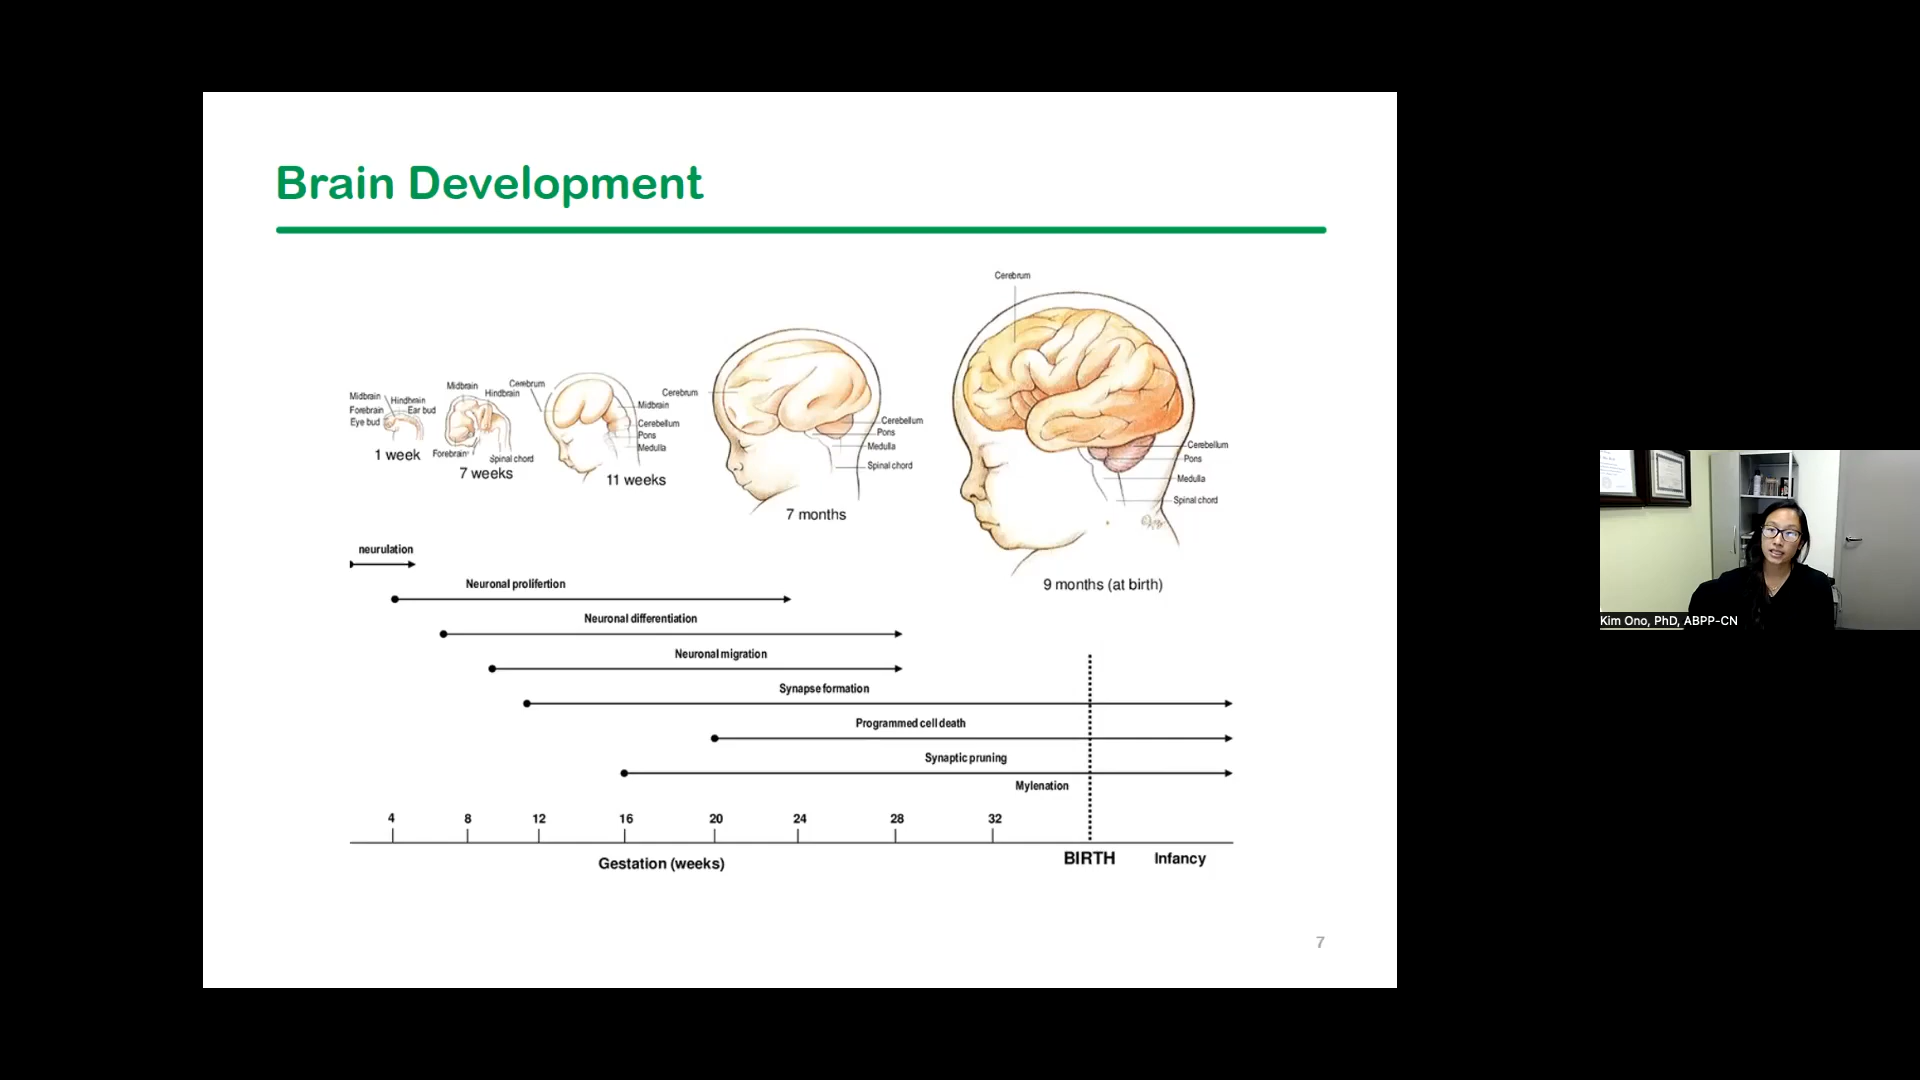 Brain Development
Cerebrum
Midbrain
Hindbrain
Forebrain
Ear bud
Eye bud
1 week
Midbrain
Hindbrain
Forebrain
Spinal chord
7 weeks
Cerebrum
Midbrain
Cerebellum
Pons
Medulla
11 weeks
Cerebrum
Cerebellum
Pons
Medulla
Spinal chord
7 months
Cerebellum
Pons
Medulla
Spinal chord
9 months (at birth)
neurulation
Neuronal prolifertion
Neuronal differentiation
Neuronal migration
Synapse formation
Programmed cell death
Synaptic pruning
Mylenation
4 8 12 16 20 24 28 32
Gestation (weeks)
BIRTH
Infancy
7
Kim Ono, PhD, ABPP-CN